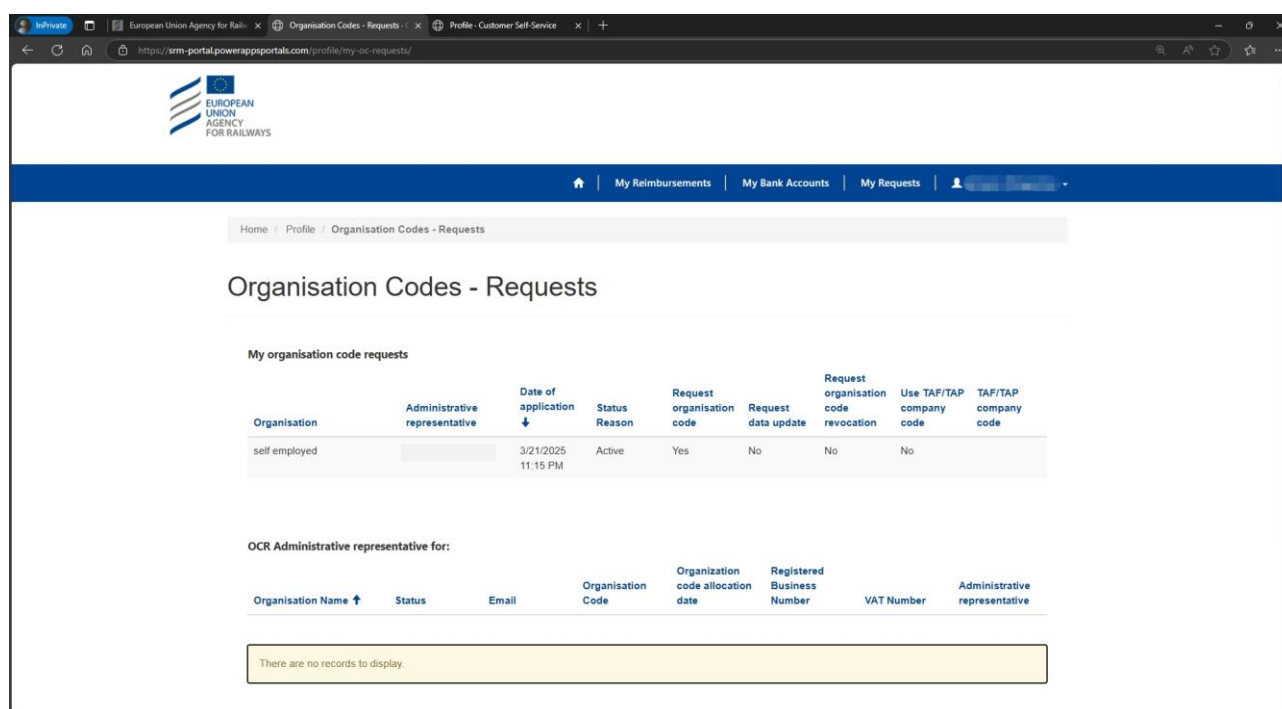 InPrivate
European Union Agency for Railw
Organisation Codes - Requests
Profile - Customer Self-Service
https://srm-portal.powerappsportals.com/profile/my-oc-requests/
EUROPEAN
UNION
AGENCY
FOR RAILWAYS
My Reimbursements | My Bank Accounts | My Requests
Home / Profile / Organisation Codes - Requests
Organisation Codes - Requests
My organisation code requests
Organisation
Administrative
representative
Date of
application
Status
Reason
Request
organisation
code
Request
data update
Request
organisation
code
revocation
Use TAF/TAP
company
code
TAF/TAP
company
code
self employed
3/21/2025
11:15 PM
Active
Yes
No
No
No
OCR Administrative representative for:
Organisation Name
Status
Email
Organisation
Code
Organization
code allocation
date
Registered
Business
Number
VAT Number
Administrative
representative
There are no records to display.